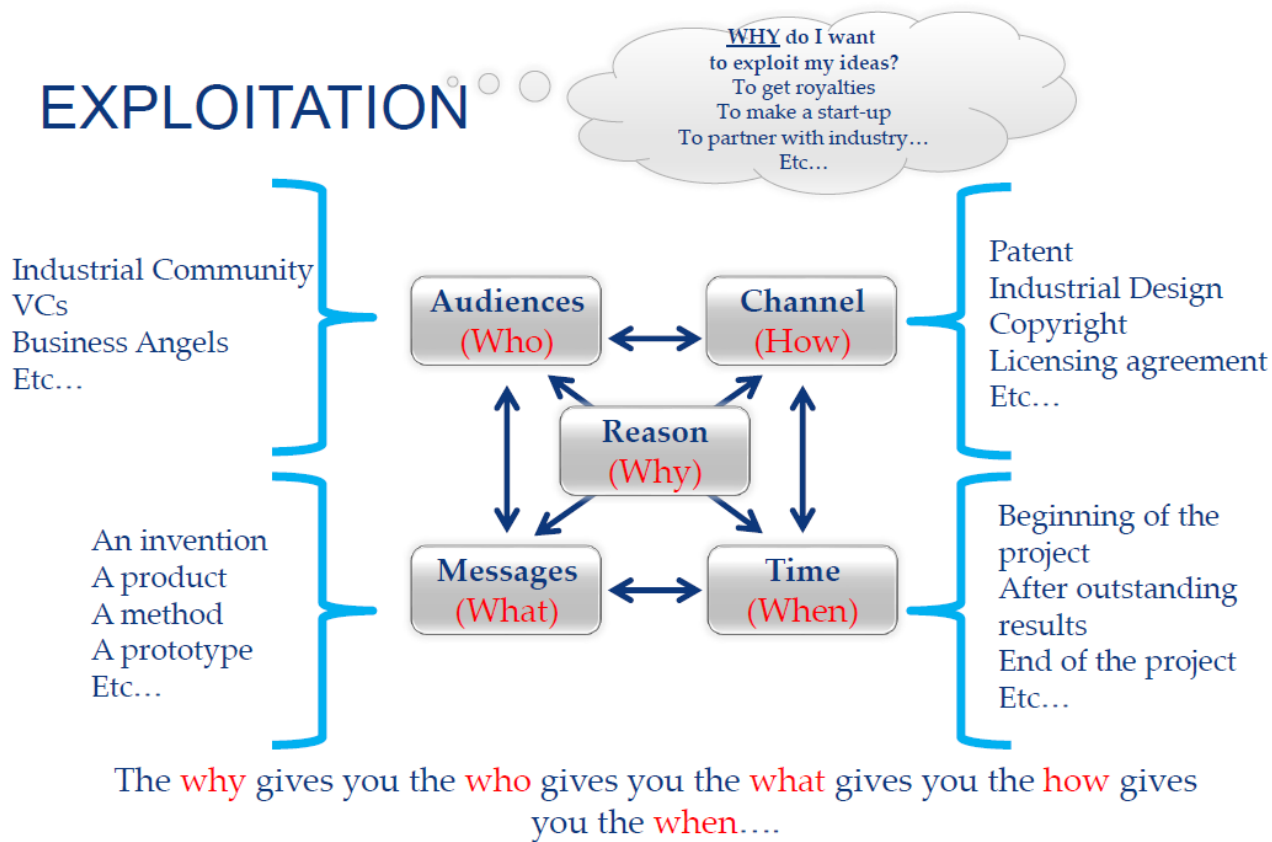 WHY do I want
to exploit my ideas?
To get royalties
To make a start-up
To partner with industry…
Etc…
EXPLOITATION
Industrial Community
VCs
Business Angels
Etc…
Audiences
(Who)
Channel
(How)
Patent
Industrial Design
Copyright
Licensing agreement
Etc…
Reason
(Why)
An invention
A product
A method
A prototype
Etc…
Messages
(What)
Time
(When)
Beginning of the
project
After outstanding
results
End of the project
Etc…
The why gives you the who gives you the what gives you the how gives
you the when….